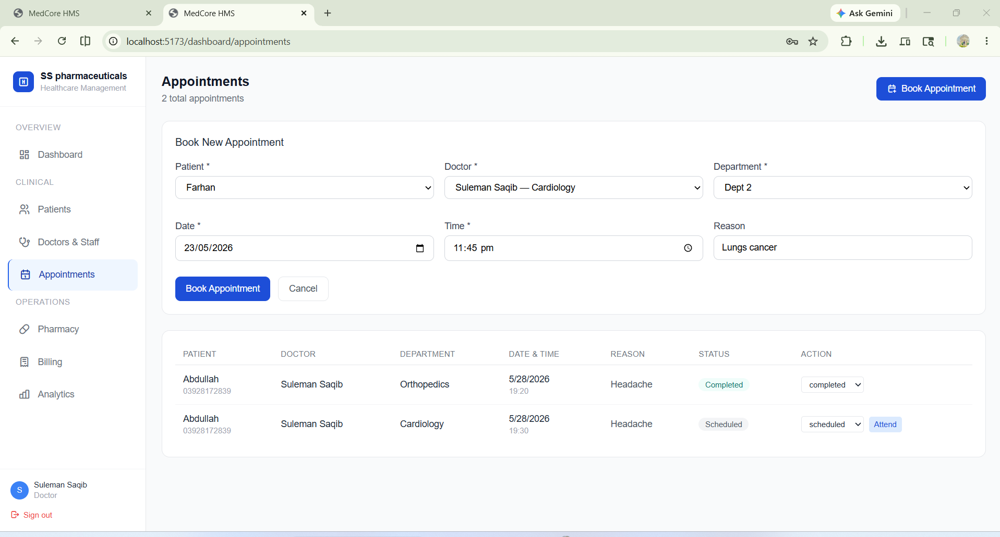 MedCore HMS
MedCore HMS
Ask Gemini
localhost:5173/dashboard/appointments
SS pharmaceuticals
Healthcare Management
OVERVIEW
Dashboard
CLINICAL
Patients
Doctors & Staff
Appointments
OPERATIONS
Pharmacy
Billing
Analytics
S
Suleman Saqib
Doctor
Sign out
Appointments
2 total appointments
Book Appointment
Book New Appointment
Patient * Doctor * Department *
Farhan Suleman Saqib — Cardiology Dept 2
Date * Time * Reason
23/05/2026 11:45 pm Lungs cancer
Book Appointment Cancel
PATIENT DOCTOR DEPARTMENT DATE & TIME REASON STATUS ACTION
Abdullah Suleman Saqib Orthopedics 5/28/2026 Headache Completed completed
03928172839 19:20
Abdullah Suleman Saqib Cardiology 5/28/2026 Headache Scheduled scheduled Attend
03928172839 19:30